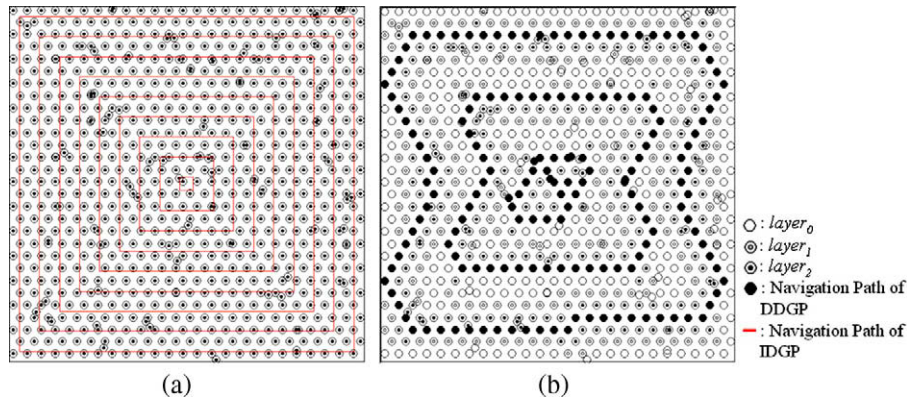 : layer0
: layer1
: layer2
: Navigation Path of
DDGP
: Navigation Path of
IDGP
(a)
(b)